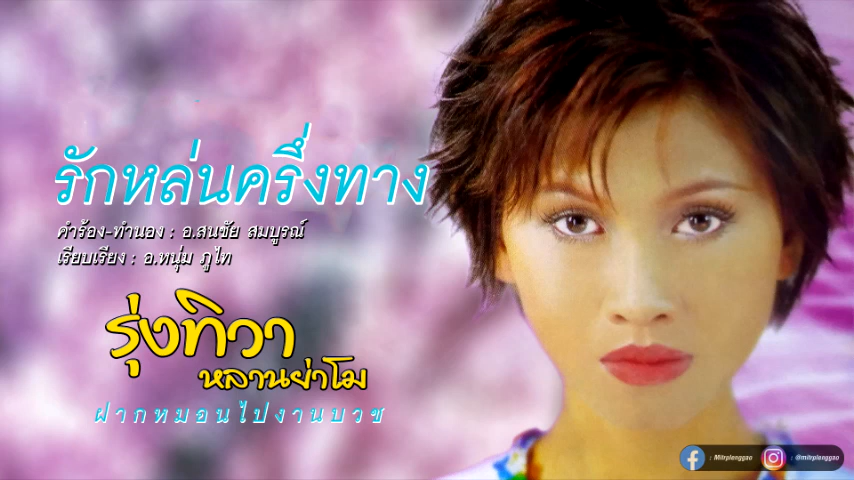 รักหล่นครึ่งทาง
คำร้อง-ทำนอง : อ.สนชัย สมบูรณ์
เรียบเรียง : อ.หนุ่ม ภูไท
รุ่งทิวา
หลานย่าโม
ฝากหมอนไปงานบวช
: Mitrplenggao : @mitrplenggao